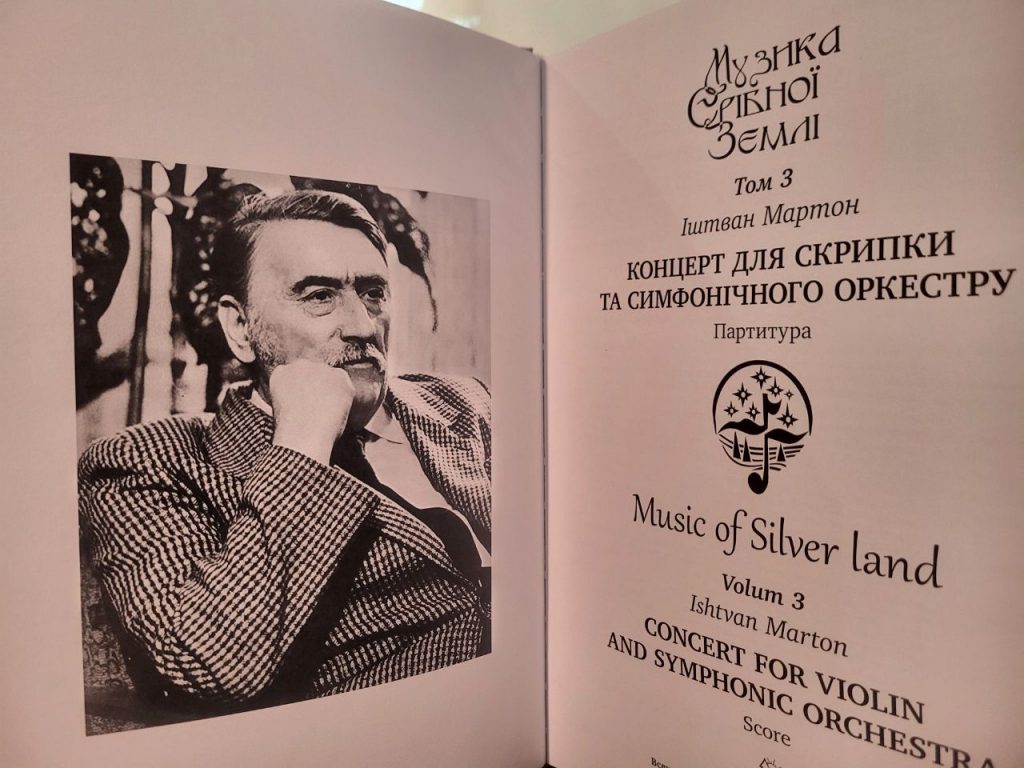 Музика
Срібної
Землі
Том 3
Іштван Мартон
КОНЦЕРТ ДЛЯ СКРИПКИ
ТА СИМФОНІЧНОГО ОРКЕСТРУ
Партитура
Music of Silver land
Volum 3
Ishtvan Marton
CONCERT FOR VIOLIN
AND SYMPHONIC ORCHESTRA
Score